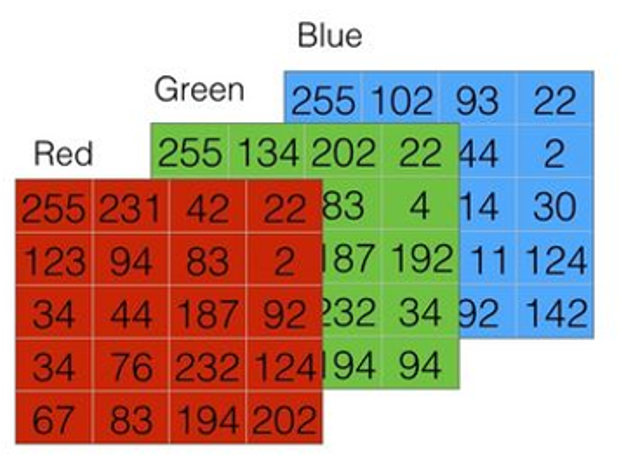 Blue
255 102 93 22
44 2
14 30
11 124
92 142
Green
255 134 202 22
83 4
187 192
232 34
194 94
Red
255 231 42 22
123 94 83 2
34 44 187 92
34 76 232 124
67 83 194 202